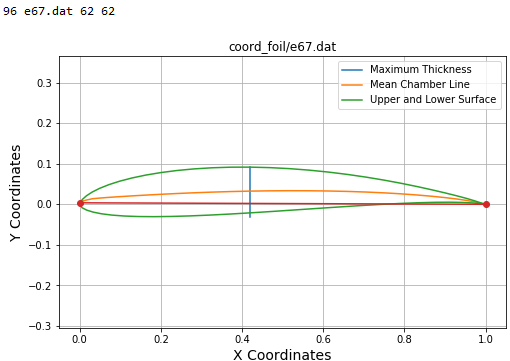 96 e67.dat 62 62
coord_foil/e67.dat
Maximum Thickness
Mean Chamber Line
Upper and Lower Surface
Y Coordinates
0.3
0.2
0.1
0.0
−0.1
−0.2
−0.3
0.0 0.2 0.4 0.6 0.8 1.0
X Coordinates